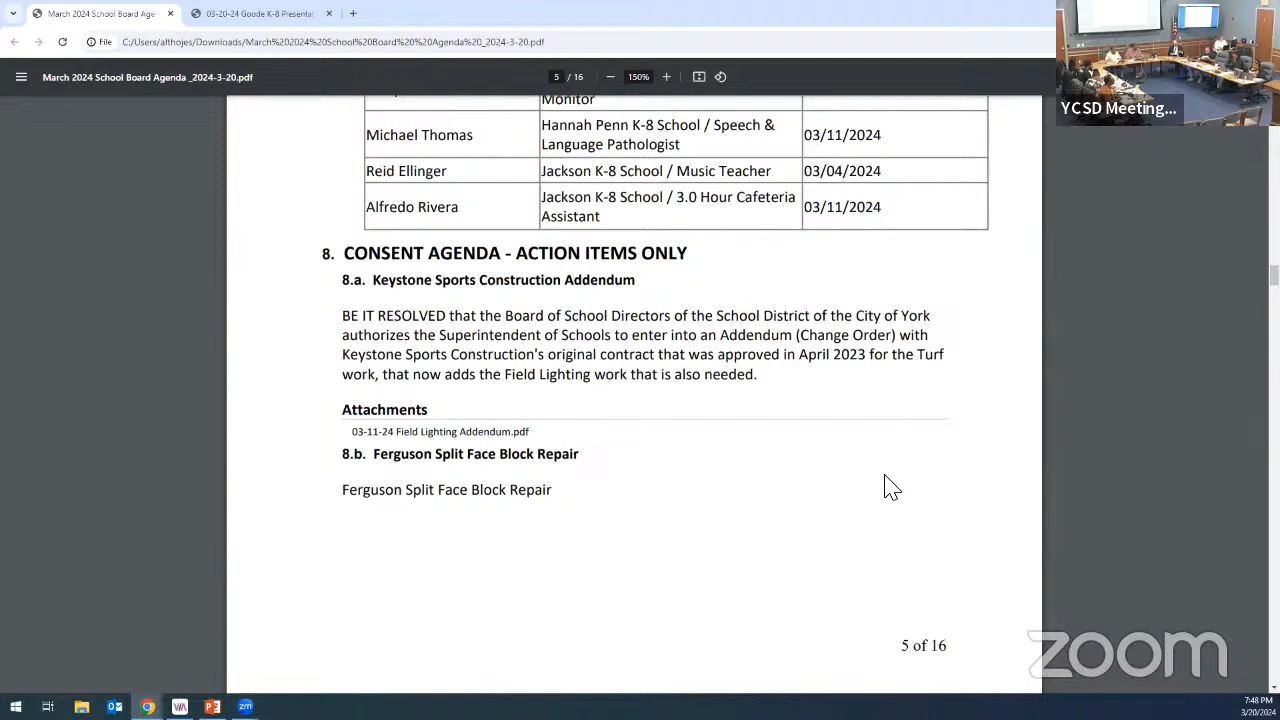 March 2024 School Board Age
03-20-24 Goode K-8 Presentat
File
C:/Users/althojes/Downloads/March%202024%20School%20Board%20%20Agenda%20_2024-3-20.pdf
March 2024 School Board Agenda _2024-3-20.pdf
5 / 16
150%
YCSD Meeting...
Monitor
Michael Thomas
Hannah Penn K-8 School / Speech &
Language Pathologist
03/11/2024
Reid Ellinger
Jackson K-8 School / Music Teacher
03/04/2024
Alfredo Rivera
Jackson K-8 School / 3.0 Hour Cafeteria
Assistant
03/11/2024
8. CONSENT AGENDA - ACTION ITEMS ONLY
8.a. Keystone Sports Construction Addendum
BE IT RESOLVED that the Board of School Directors of the School District of the City of York
authorizes the Superintendent of Schools to enter into an Addendum (Change Order) with
Keystone Sports Construction's original contract that was approved in April 2023 for the Turf
work, that now adds the Field Lighting work that is also needed.
Attachments
03-11-24 Field Lighting Addendum.pdf
8.b. Ferguson Split Face Block Repair
Ferguson Split Face Block Repair
5 of 16
zoom
7:48 PM
3/20/2024